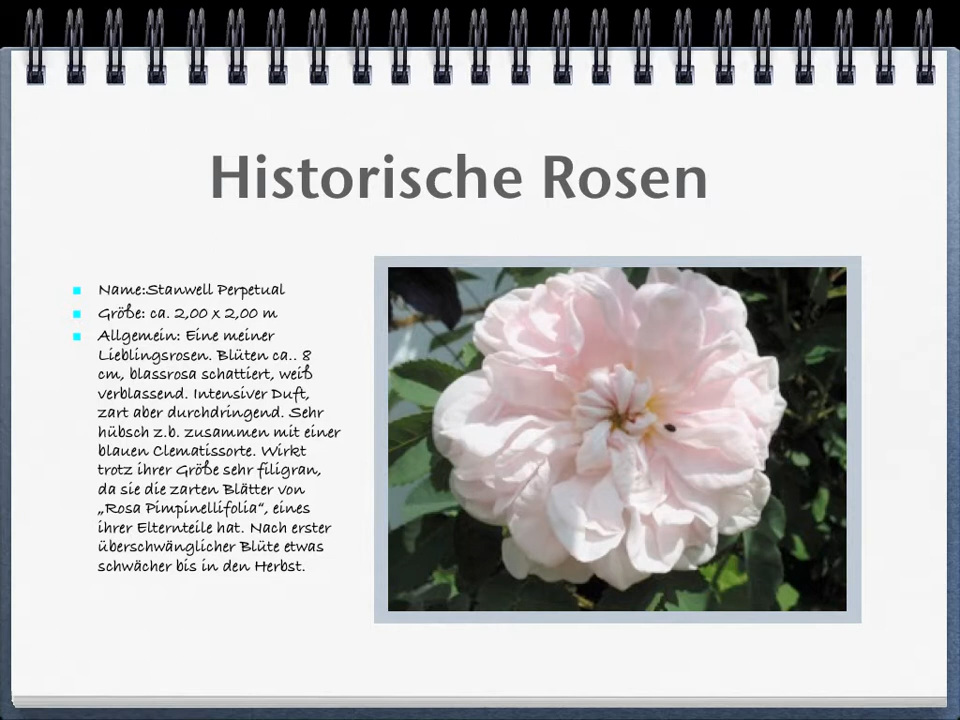 Historische Rosen
Name:Stanwell Perpetual
Größe: ca. 2,00 x 2,00 m
Allgemein: Eine meiner
Lieblingsrosen. Blüten ca.. 8
cm, blassrosa schattiert, weiß
verblassend. Intensiver Duft,
zart aber durchdringend. Sehr
hübsch z.b. zusammen mit einer
blauen Clematissorte. Wirkt
trotz ihrer Größe sehr filigran,
da sie die zarten Blätter von
„Rosa Pimpinellifolia“, eines
ihrer Elternteile hat. Nach erster
überschwänglicher Blüte etwas
schwächer bis in den Herbst.